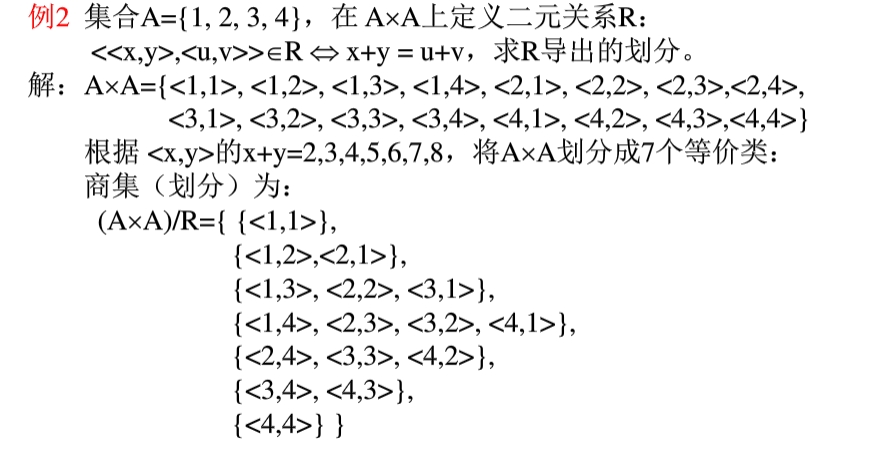 例2 集合A={1, 2, 3, 4}，在 A×A上定义二元关系R：
<<x,y>,<u,v>>∈R ⇔ x+y = u+v，求R导出的划分。
解：A×A={<1,1>, <1,2>, <1,3>, <1,4>, <2,1>, <2,2>, <2,3>,<2,4>,
<3,1>, <3,2>, <3,3>, <3,4>, <4,1>, <4,2>, <4,3>,<4,4>}
根据 <x,y>的x+y=2,3,4,5,6,7,8，将A×A划分成7个等价类：
商集（划分）为：
(A×A)/R={ {<1,1>},
{<1,2>,<2,1>},
{<1,3>, <2,2>, <3,1>},
{<1,4>, <2,3>, <3,2>, <4,1>},
{<2,4>, <3,3>, <4,2>},
{<3,4>, <4,3>},
{<4,4>} }